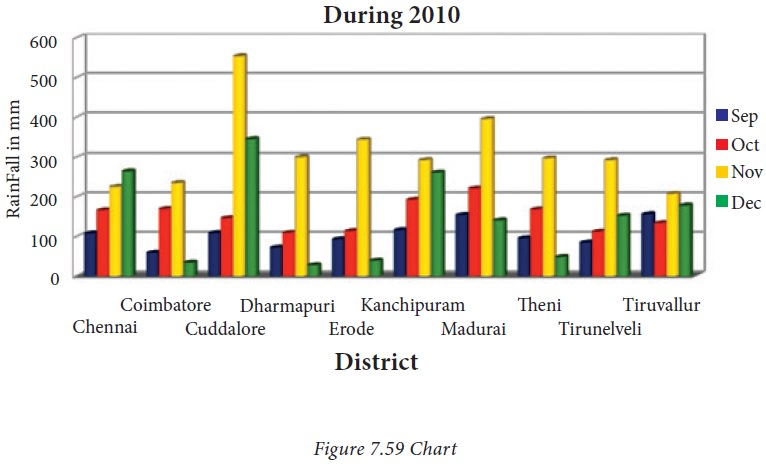 During 2010
RainFall in mm
600
500
400
300
200
100
0
Sep
Oct
Nov
Dec
Coimbatore Dharmapuri Kanchipuram Theni Tiruvallur
Chennai Cuddalore Erode Madurai Tirunelveli
District
Figure 7.59 Chart